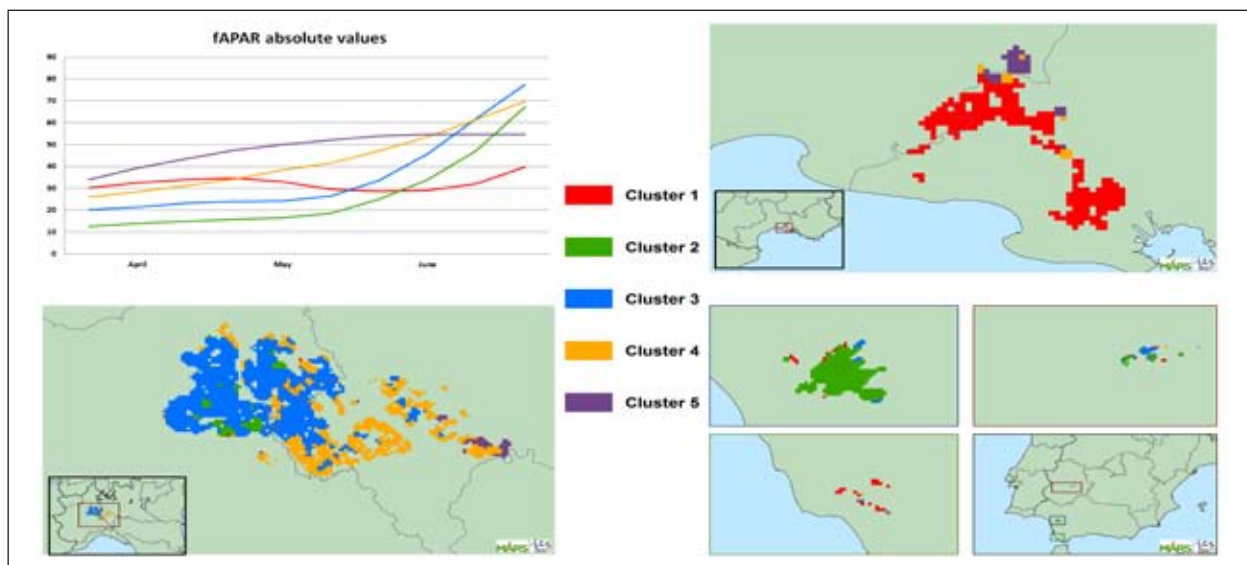 fAPAR absolute values
90
80
70
60
50
40
30
20
10
0
April May June
Cluster 1
Cluster 2
Cluster 3
Cluster 4
Cluster 5
MARS
MARS
MARS